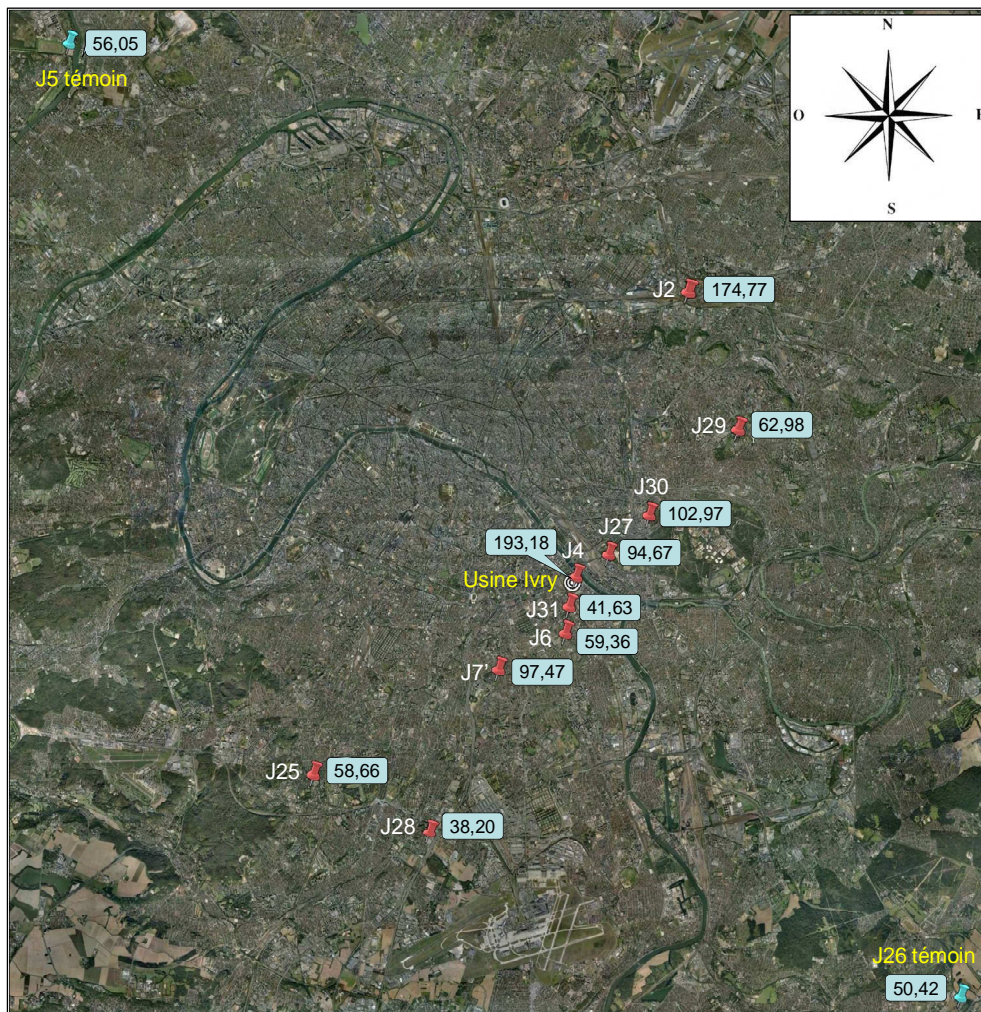 56,05
J5 témoin
N
O
E
S
J2
174,77
J29
62,98
J30
102,97
J27
94,67
193,18
J4
Usine Ivry
J31
41,63
J6
59,36
J7'
97,47
J25
58,66
J28
38,20
J26 témoin
50,42